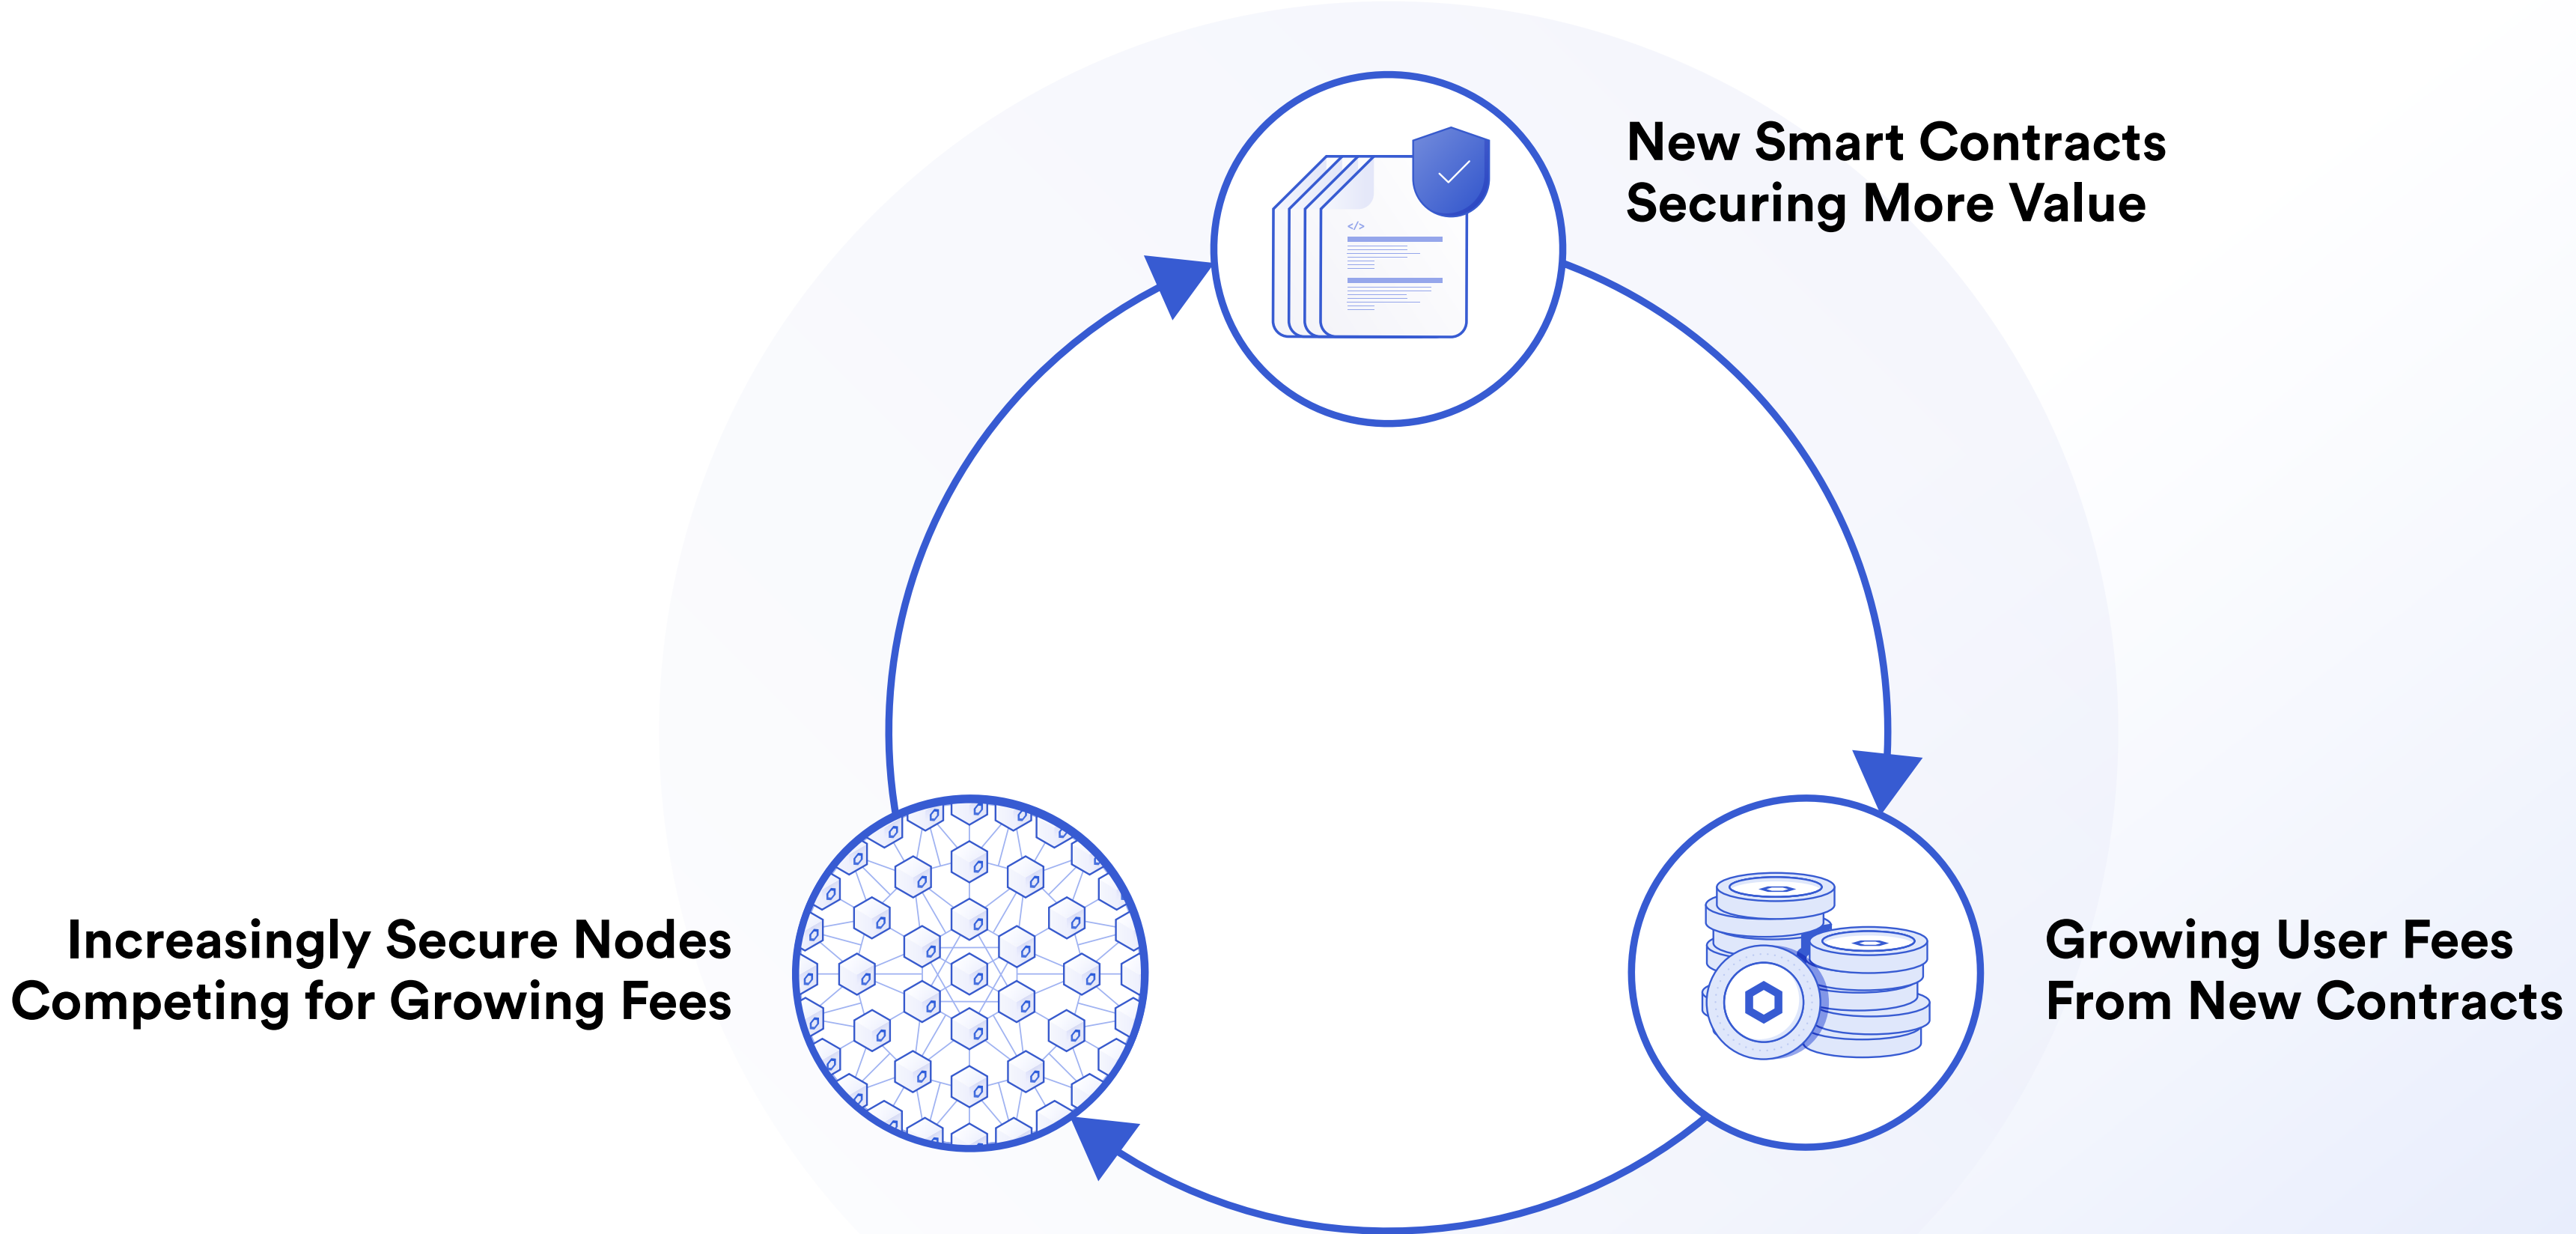 New Smart Contracts
Securing More Value
</>
Increasingly Secure Nodes
Competing for Growing Fees
Growing User Fees
From New Contracts